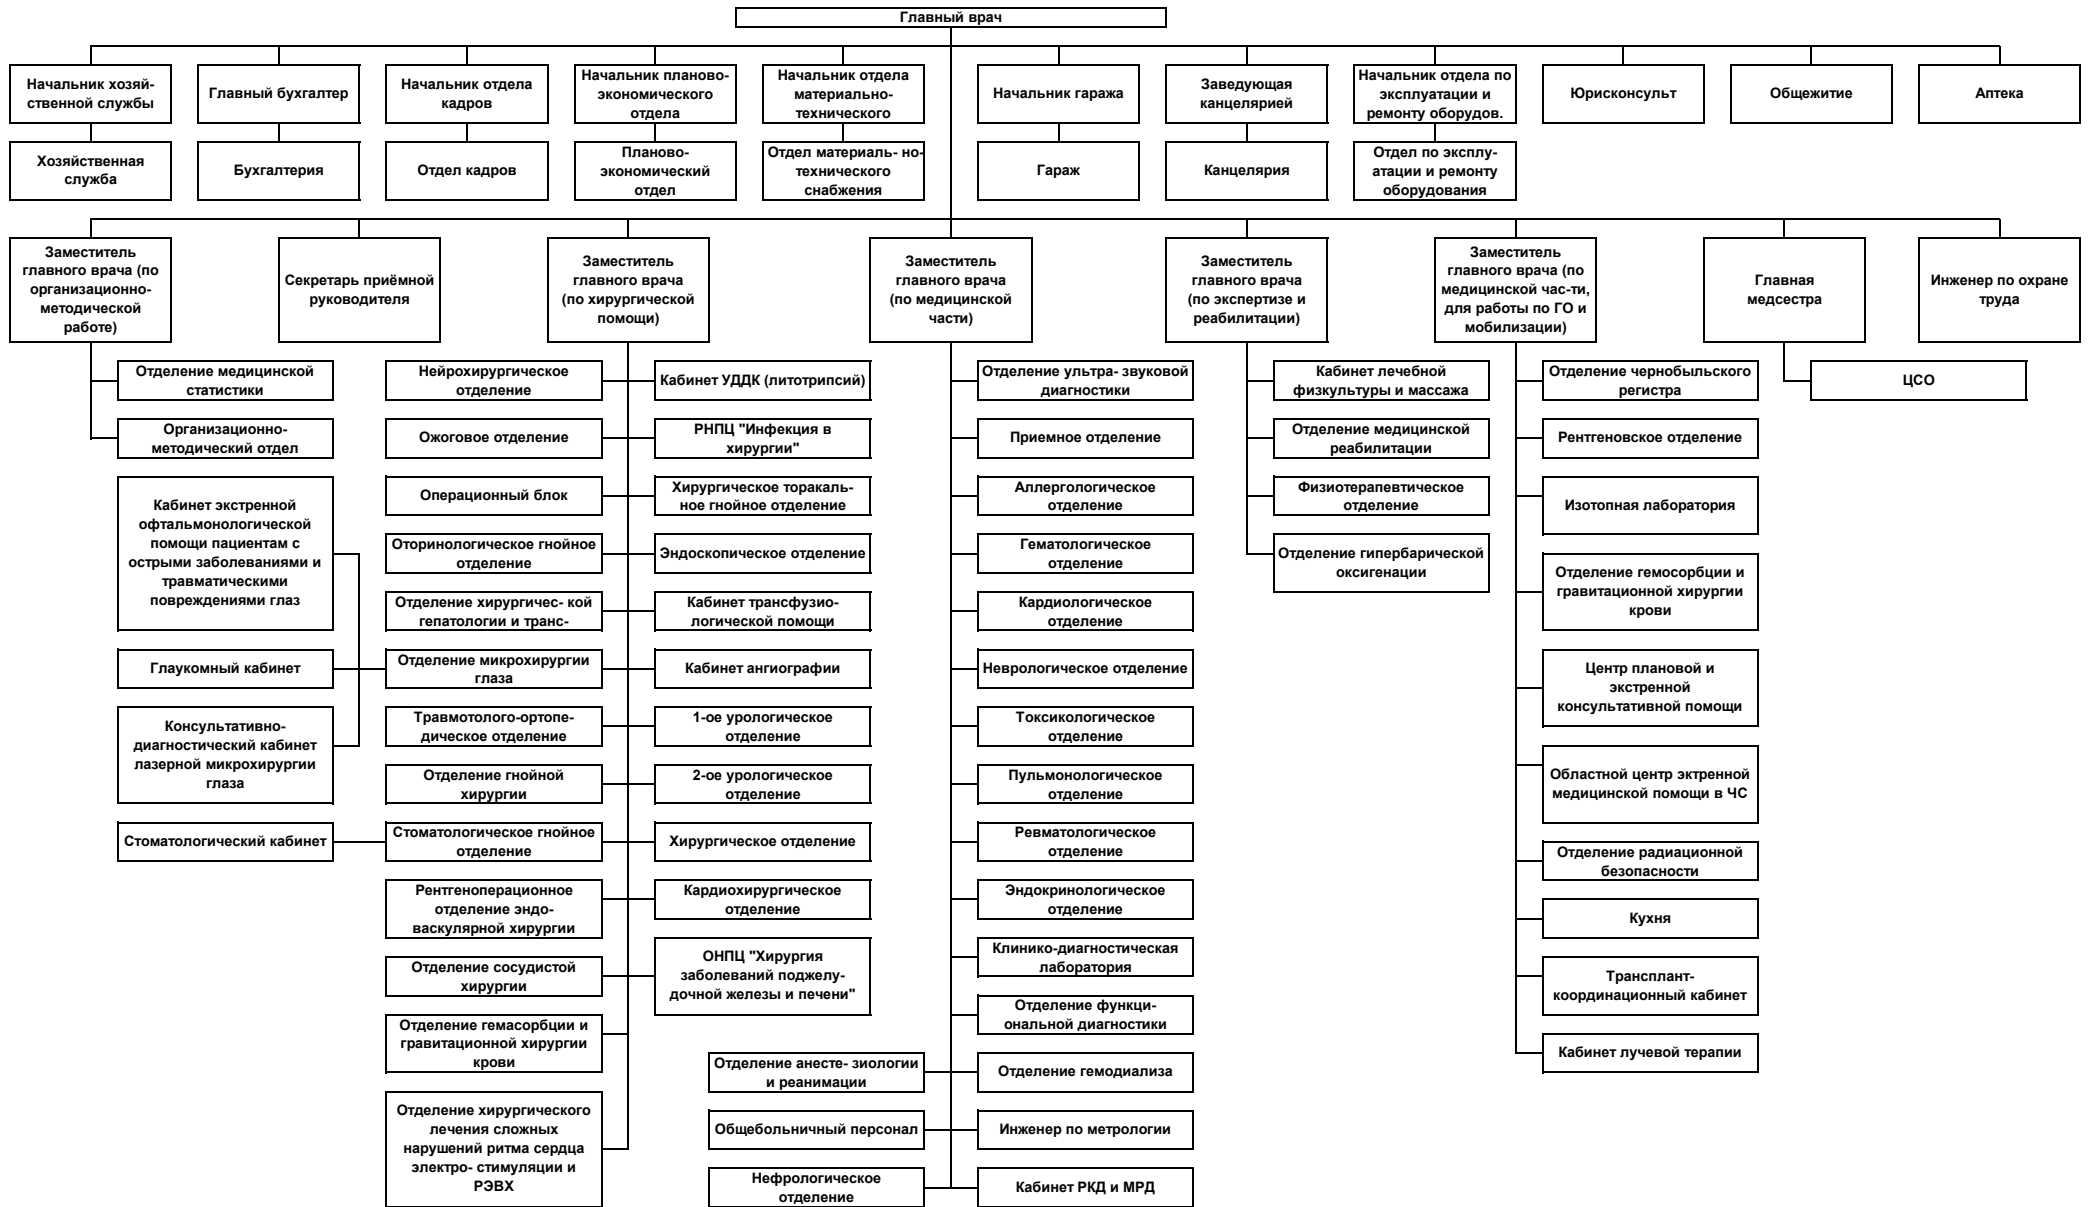 Главный врач
Начальник хозяй-
ственной службы
Главный бухгалтер
Начальник отдела
кадров
Начальник планово-
экономического
отдела
Начальник отдела
материально-
технического
Начальник гаража
Заведующая
канцелярией
Начальник отдела по
эксплуатации и
ремонту оборудов.
Юрисконсульт
Общежитие
Аптека
Хозяйственная
служба
Бухгалтерия
Отдел кадров
Планово-
экономический
отдел
Отдел материаль- но-
технического
снабжения
Гараж
Канцелярия
Отдел по эксплу-
атации и ремонту
оборудования
Заместитель
главного врача (по
организационно-
методической
работе)
Секретарь приёмной
руководителя
Заместитель
главного врача
(по хирургической
помощи)
Заместитель
главного врача
(по медицинской
части)
Заместитель
главного врача
(по экспертизе и
реабилитации)
Заместитель
главного врача (по
медицинской час-ти,
для работы по ГО и
мобилизации)
Главная
медсестра
Инженер по охране
труда
Отделение медицинской
статистики
Организационно-
методический отдел
Кабинет экстренной
офтальмонологической
помощи пациентам с
острыми заболеваниями и
травматическими
повреждениями глаз
Глаукомный кабинет
Консультативно-
диагностический кабинет
лазерной микрохирургии
глаза
Стоматологический кабинет
Нейрохирургическое
отделение
Ожоговое отделение
Операционный блок
Оторинологическое гнойное
отделение
Отделение хирургичес- кой
гепатологии и транс-
Отделение микрохирургии
глаза
Травмотолого-ортопе-
дическое отделение
Отделение гнойной
хирургии
Стоматологическое гнойное
отделение
Рентгеноперационное
отделение эндо-
васкулярной хирургии
Отделение сосудистой
хирургии
Отделение гемасорбции и
гравитационной хирургии
крови
Отделение хирургического
лечения сложных
нарушений ритма сердца
электро- стимуляции и
РЭВХ
Кабинет УДДК (литотрипсий)
РНПЦ "Инфекция в
хирургии"
Хирургическое торакаль-
ное гнойное отделение
Эндоскопическое отделение
Кабинет трансфузио-
логической помощи
Кабинет ангиографии
1-ое урологическое
отделение
2-ое урологическое
отделение
Хирургическое отделение
Кардиохирургическое
отделение
ОНПЦ "Хирургия
заболеваний поджелу-
дочной железы и печени"
Отделение анесте- зиологии
и реанимации
Общебольничный персонал
Нефрологическое
отделение
Отделение ультра- звуковой
диагностики
Приемное отделение
Аллергологическое
отделение
Гематологическое
отделение
Кардиологическое
отделение
Неврологическое отделение
Токсикологическое
отделение
Пульмонологическое
отделение
Ревматологическое
отделение
Эндокринологическое
отделение
Клинико-диагностическая
лаборатория
Отделение функци-
ональной диагностики
Отделение гемодиализа
Инженер по метрологии
Кабинет РКД и МРД
Кабинет лечебной
физкультуры и массажа
Отделение медицинской
реабилитации
Физиотерапевтическое
отделение
Отделение гипербарической
оксигенации
Отделение чернобыльского
регистра
Рентгеновское отделение
Изотопная лаборатория
Отделение гемосорбции и
гравитационной хирургии
крови
Центр плановой и
экстренной
консультативной помощи
Областной центр эктренной
медицинской помощи в ЧС
Отделение радиационной
безопасности
Кухня
Трансплант-
координационный кабинет
Кабинет лучевой терапии
ЦСО